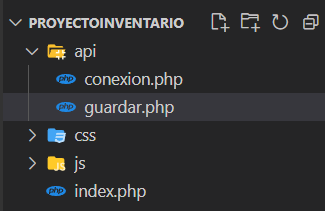 PROYECTOINVENTARIO
api
php conexion.php
php guardar.php
css
js
php index.php